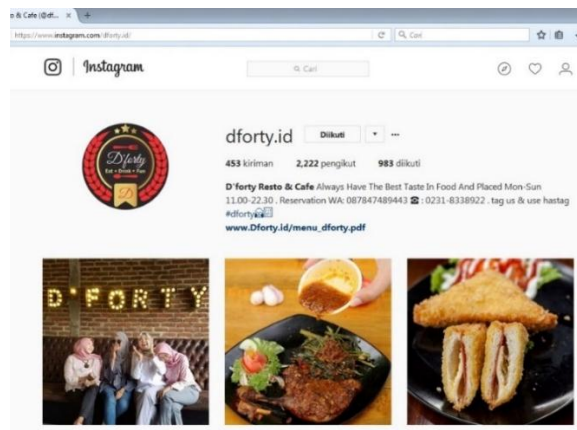 o & Cafe (@df...
https://www.instagram.com/dforty.id/
Cari
Instagram
Cari
dforty.id Diikuti
453 kiriman 2,222 pengikut 983 diikuti
D'forty Rasto & Cafe Always Have The Best Taste In Food And Placed Mon-Sun
11.00-22.30 . Reservation WA: 087847489443 ☎ : 0231-8338922 . tag us & use hastag
#dforty
www.Dforty.id/menu_dforty.pdf
D'forty
Eat • Drink • Fun
D
D'FORTY